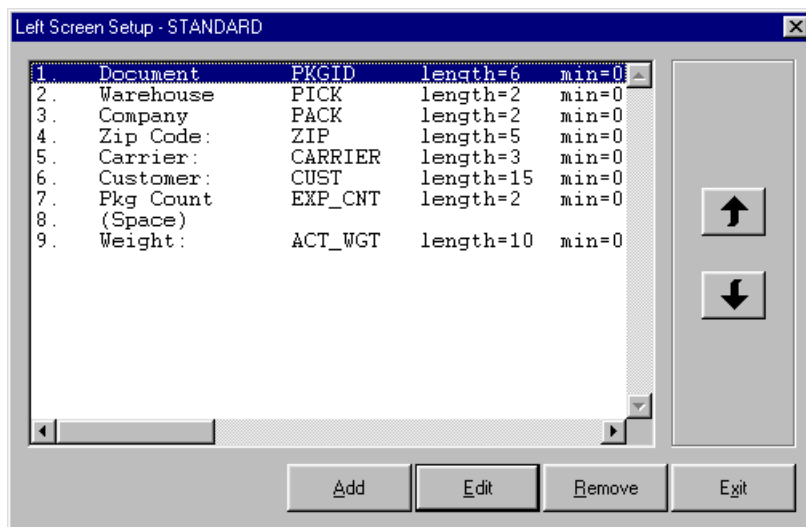 Left Screen Setup - STANDARD
1. Document PKGID length=6 min=0
2. Warehouse PICK length=2 min=0
3. Company PACK length=2 min=0
4. Zip Code: ZIP length=5 min=0
5. Carrier: CARRIER length=3 min=0
6. Customer: CUST length=15 min=0
7. Pkg Count EXP_CNT length=2 min=0
8. (Space)
9. Weight: ACT_WGT length=10 min=0
Add Edit Remove Exit